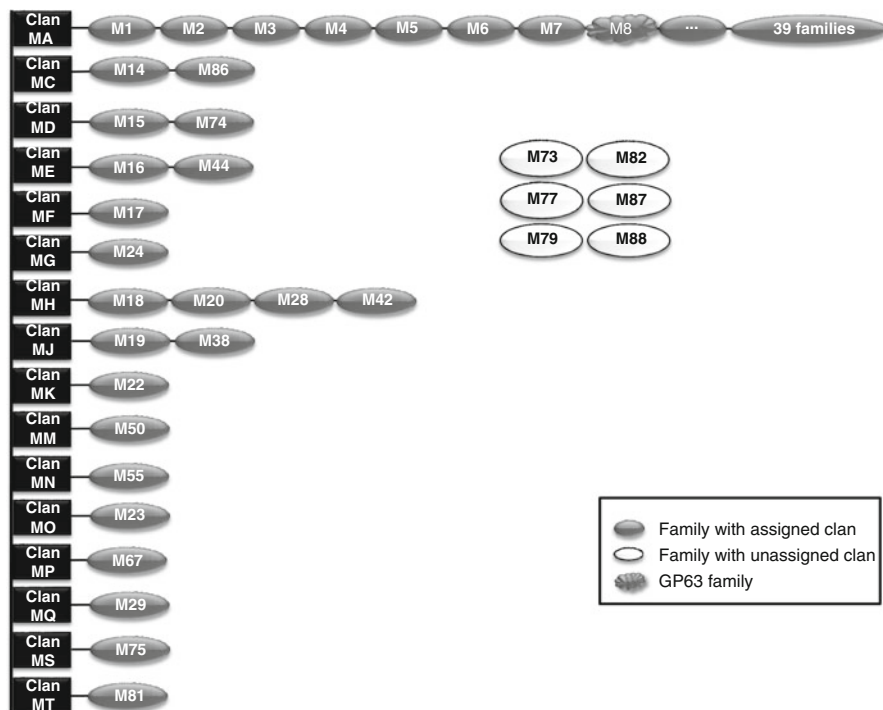 Clan MA M1 M2 M3 M4 M5 M6 M7 M8 ... 39 families
Clan MC M14 M86
Clan MD M15 M74
Clan ME M16 M44
M73 M82
Clan MF M17
M77 M87
Clan MG M24
M79 M88
Clan MH M18 M20 M28 M42
Clan MJ M19 M38
Clan MK M22
Clan MM M50
Clan MN M55
Clan MO M23
Clan MP M67
Clan MQ M29
Clan MS M75
Clan MT M81
Family with assigned clan
Family with unassigned clan
GP63 family